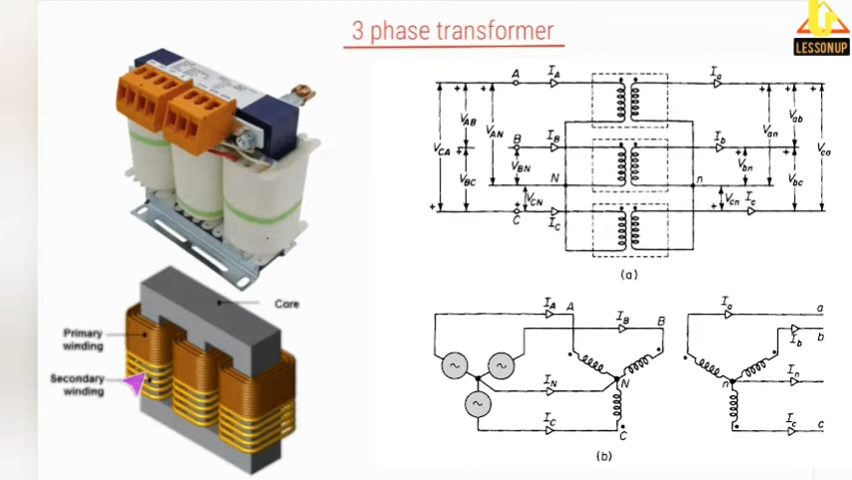 3 phase transformer
LESSONUP
Core
Primary
winding
Secondary
winding
A I_A I_a
V_AB V_AN V_an V_ab
V_CA B I_B I_b V_ca
V_BC V_BN V_bn V_bc
N n
V_CN V_cn
C I_C I_c
(a)
I_A A I_a a
I_B B I_b b
I_N N n I_n
I_C I_c c
C
(b)